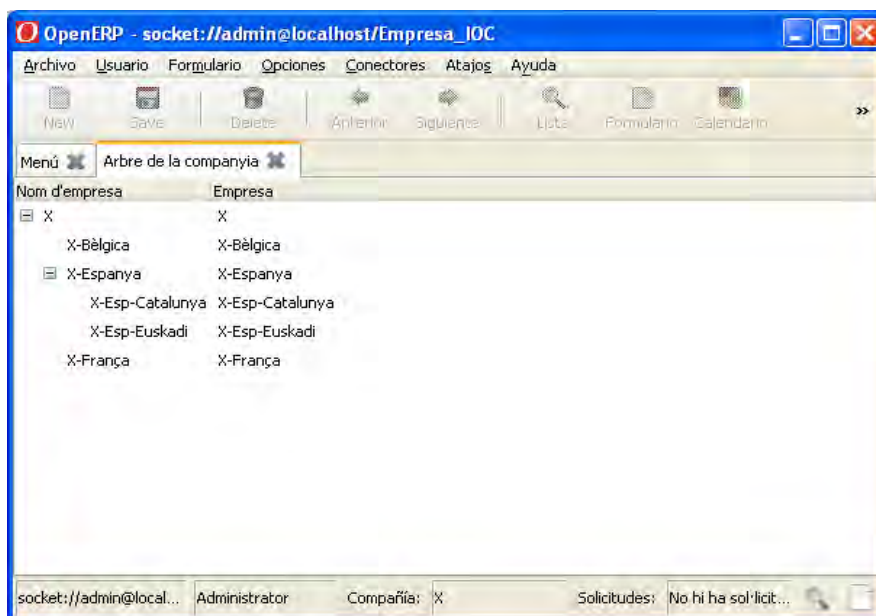 OpenERP - socket://admin@localhost/Empresa_IOC
Archivo Usuario Formulario Opciones Conectores Atajos Ayuda
New Save Delete Anterior Siguiente Lista Formulario Calendario »
Menú Arbre de la companyia
Nom d'empresa Empresa
X X
X-Bèlgica X-Bèlgica
X-Espanya X-Espanya
X-Esp-Catalunya X-Esp-Catalunya
X-Esp-Euskadi X-Esp-Euskadi
X-França X-França
socket://admin@local... Administrator Compañía: X Solicitudes: No hi ha sol·licit...